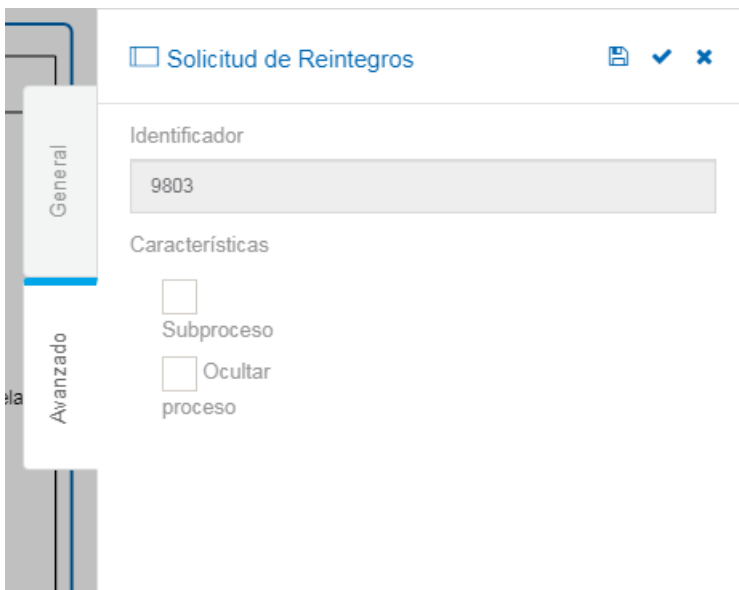 Solicitud de Reintegros
General
Identificador
9803
Características
Subproceso
Avanzado
Ocultar
proceso